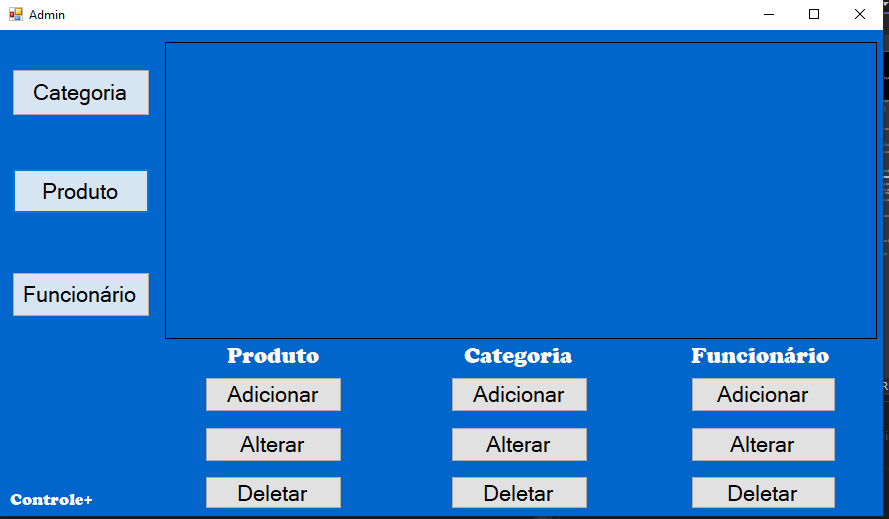 Admin
Categoria
Produto
Funcionário
Produto Categoria Funcionário
Adicionar Adicionar Adicionar
Alterar Alterar Alterar
Deletar Deletar Deletar
Controle+